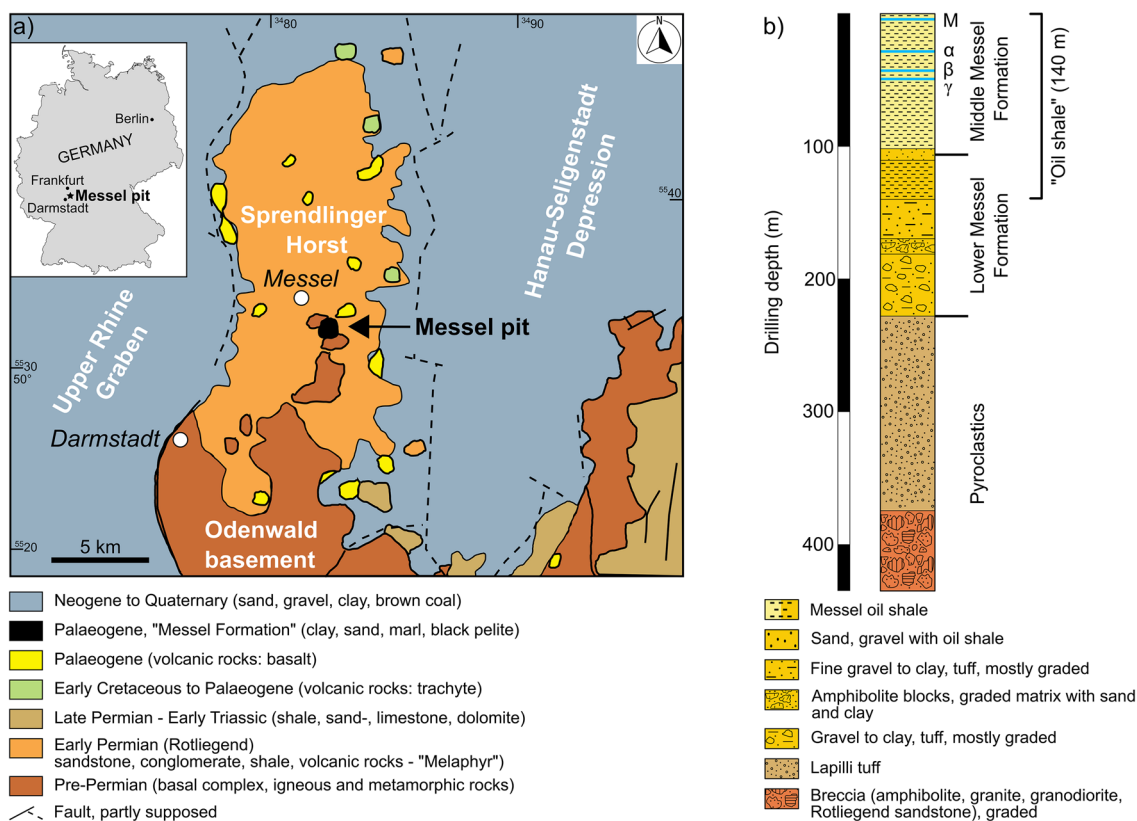 a)
³⁴80
³⁴90
N
Berlin
GERMANY
Frankfurt
Messel pit
Darmstadt
Sprendlinger
Horst
Messel
Messel pit
Hanau-Seligenstadt
Depression
⁵⁵40
Upper Rhine
Graben
⁵⁵30
50°
Darmstadt
Odenwald
basement
⁵⁵20
5 km
Neogene to Quaternary (sand, gravel, clay, brown coal)
Palaeogene, "Messel Formation" (clay, sand, marl, black pelite)
Palaeogene (volcanic rocks: basalt)
Early Cretaceous to Palaeogene (volcanic rocks: trachyte)
Late Permian - Early Triassic (shale, sand-, limestone, dolomite)
Early Permian (Rotliegend)
sandstone, conglomerate, shale, volcanic rocks - "Melaphyr")
Pre-Permian (basal complex, igneous and metamorphic rocks)
Fault, partly supposed
b)
Drilling depth (m)
100
200
300
400
M
α
β
γ
Middle Messel
Formation
"Oil shale" (140 m)
Lower Messel
Formation
Pyroclastics
Messel oil shale
Sand, gravel with oil shale
Fine gravel to clay, tuff, mostly graded
Amphibolite blocks, graded matrix with sand
and clay
Gravel to clay, tuff, mostly graded
Lapilli tuff
Breccia (amphibolite, granite, granodiorite,
Rotliegend sandstone), graded